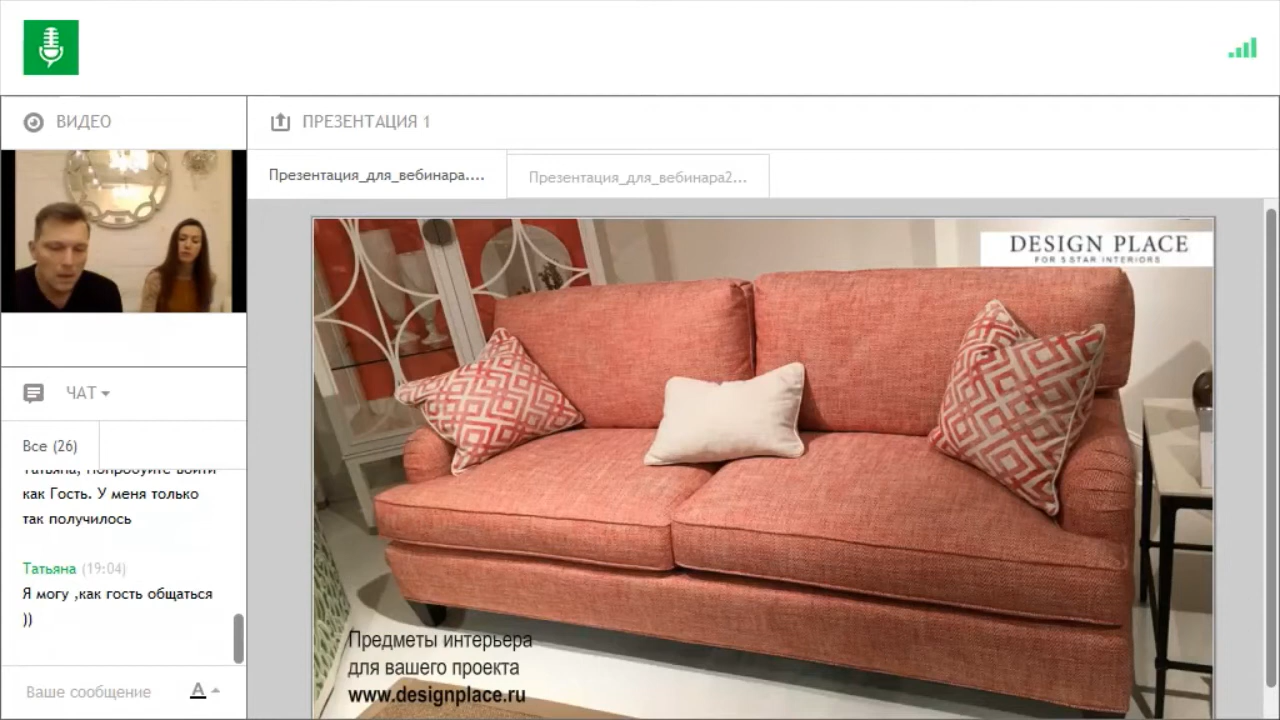 ВИДЕО
ПРЕЗЕНТАЦИЯ 1
Презентация_для_вебинара....
Презентация_для_вебинара2...
DESIGN PLACE
FOR 5 STAR INTERIORS
ЧАТ
Все (26)
Татьяна, Попробуйте войти
как Гость. У меня только
так получилось
Татьяна (19:04)
Я могу ,как гость общаться
))
Ваше сообщение
A
Предметы интерьера
для вашего проекта
www.designplace.ru